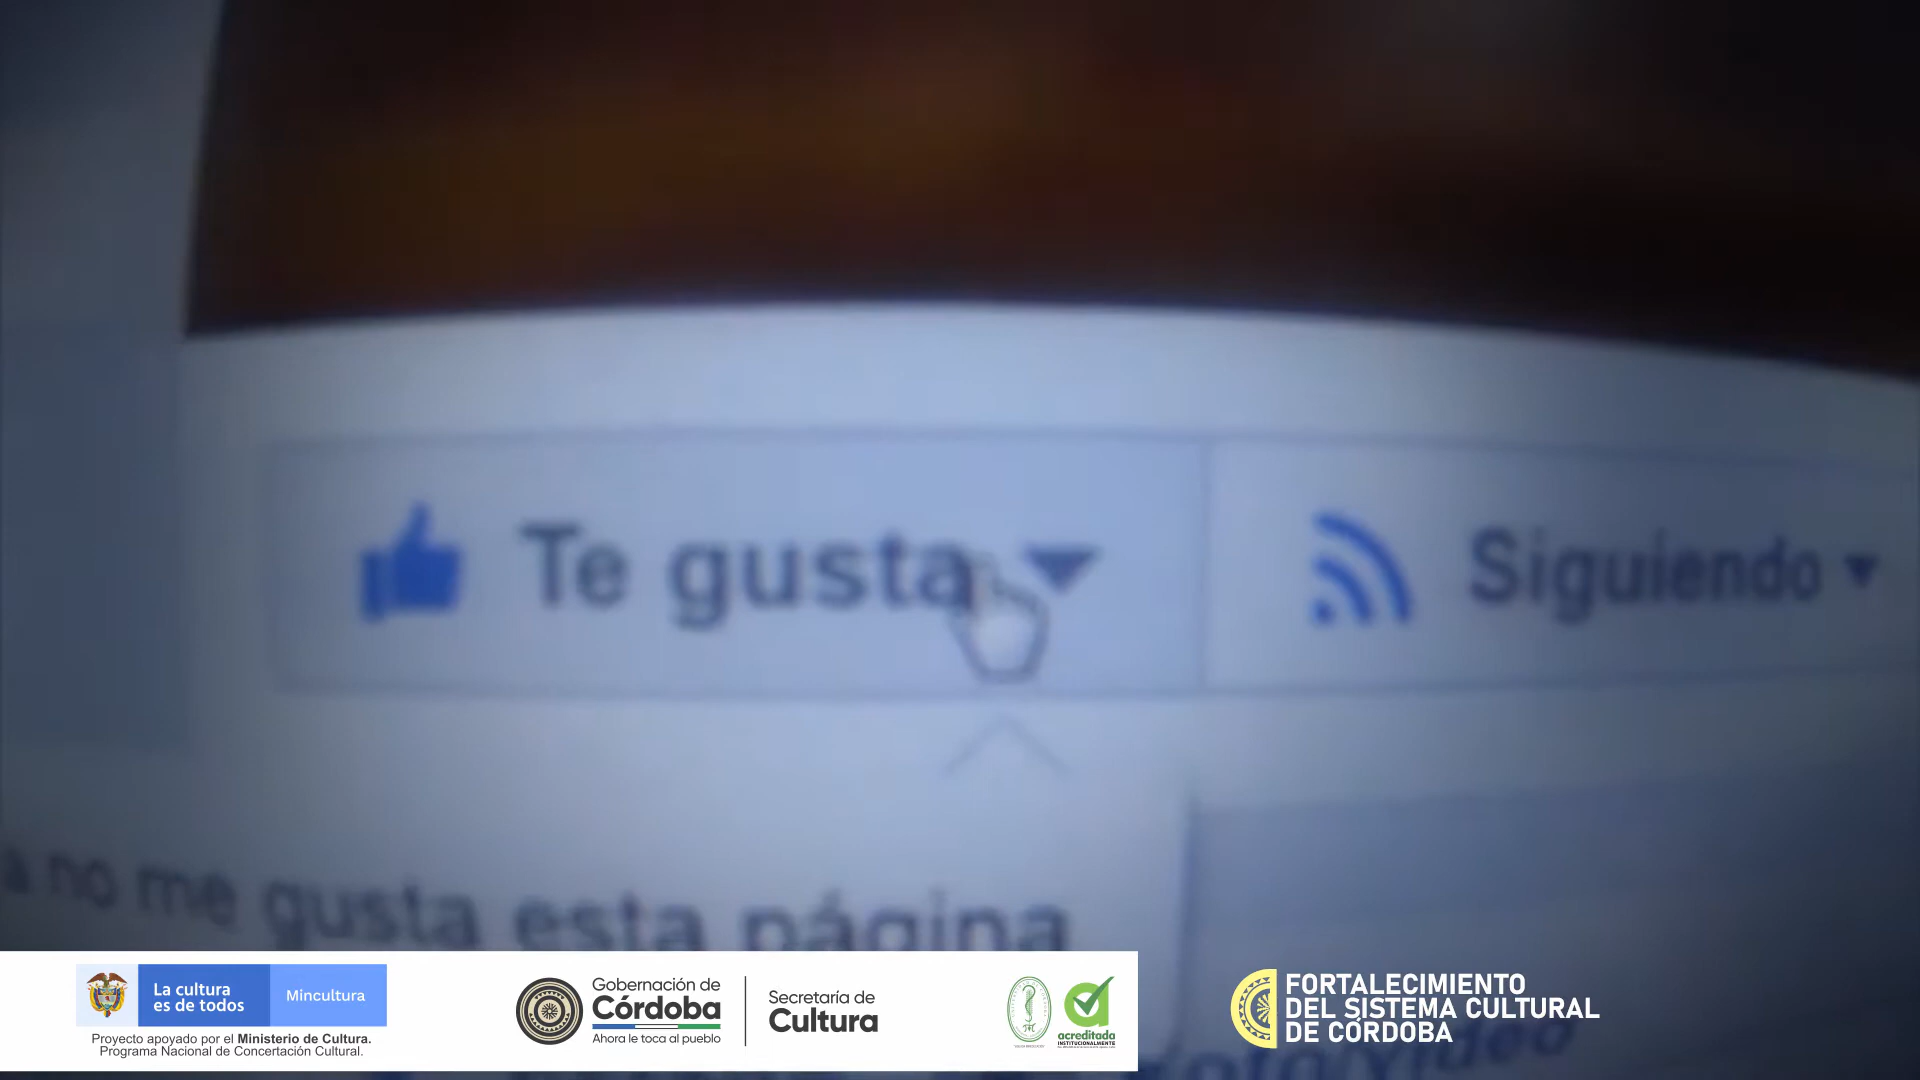 Te gusta
Siguiendo
no me gusta esta página
La cultura
es de todos
Mincultura
Proyecto apoyado por el Ministerio de Cultura.
Programa Nacional de Concertación Cultural.
Gobernación de
Córdoba
Ahora le toca al pueblo
Secretaría de
Cultura
acreditada
INSTITUCIONALMENTE
FORTALECIMIENTO
DEL SISTEMA CULTURAL
DE CÓRDOBA